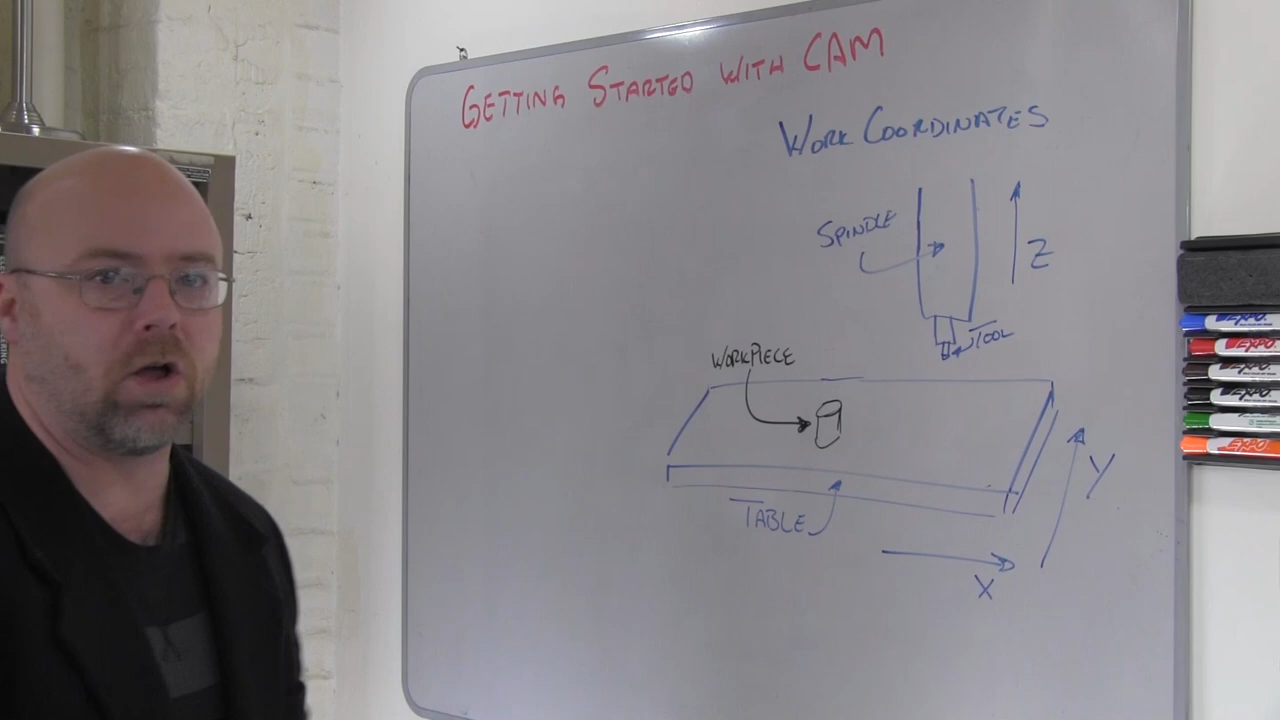 GETTING STARTED WITH CAM
WORK COORDINATES
SPINDLE
Z
TOOL
WORKPIECE
Y
TABLE
X
EXPO
EXPO
EXPO
EXPO
EXPO